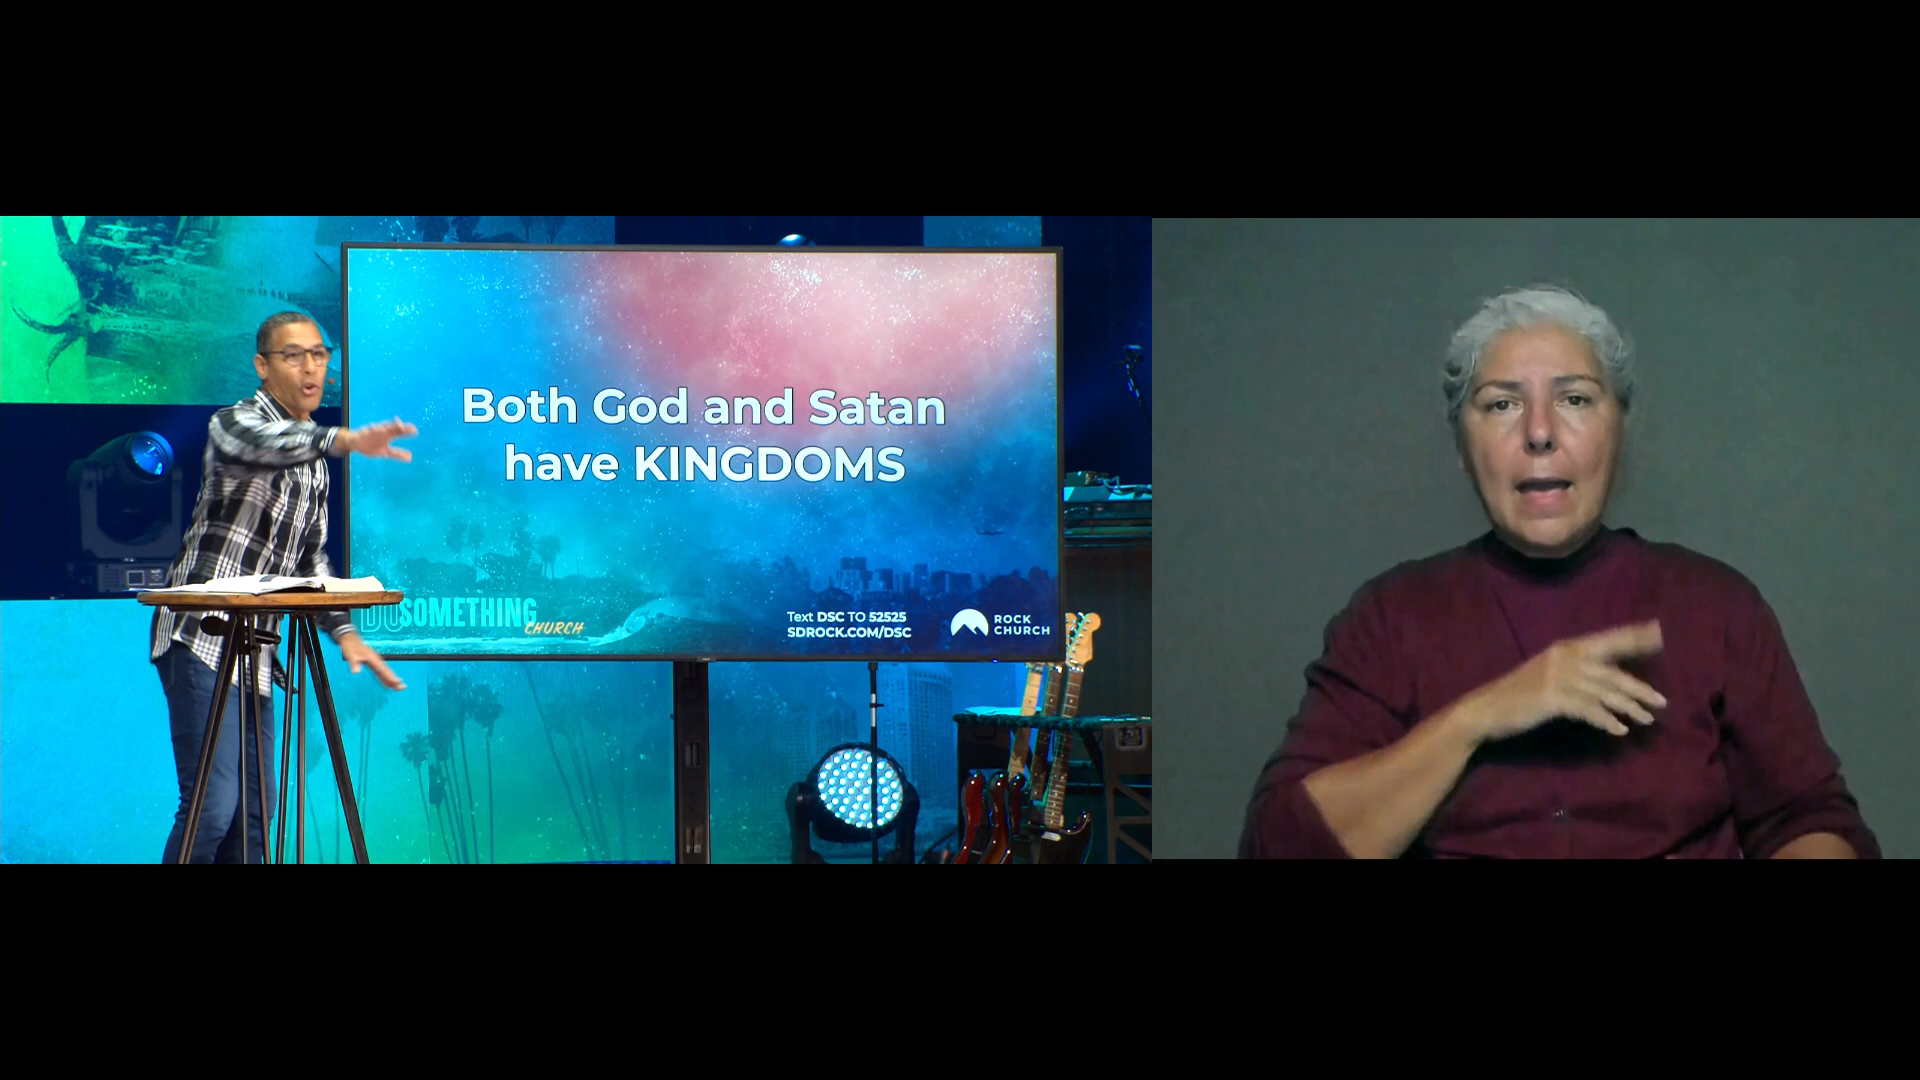 Both God and Satan
have KINGDOMS
DO SOMETHING
CHURCH
Text DSC TO 52525
SDROCK.COM/DSC
ROCK
CHURCH